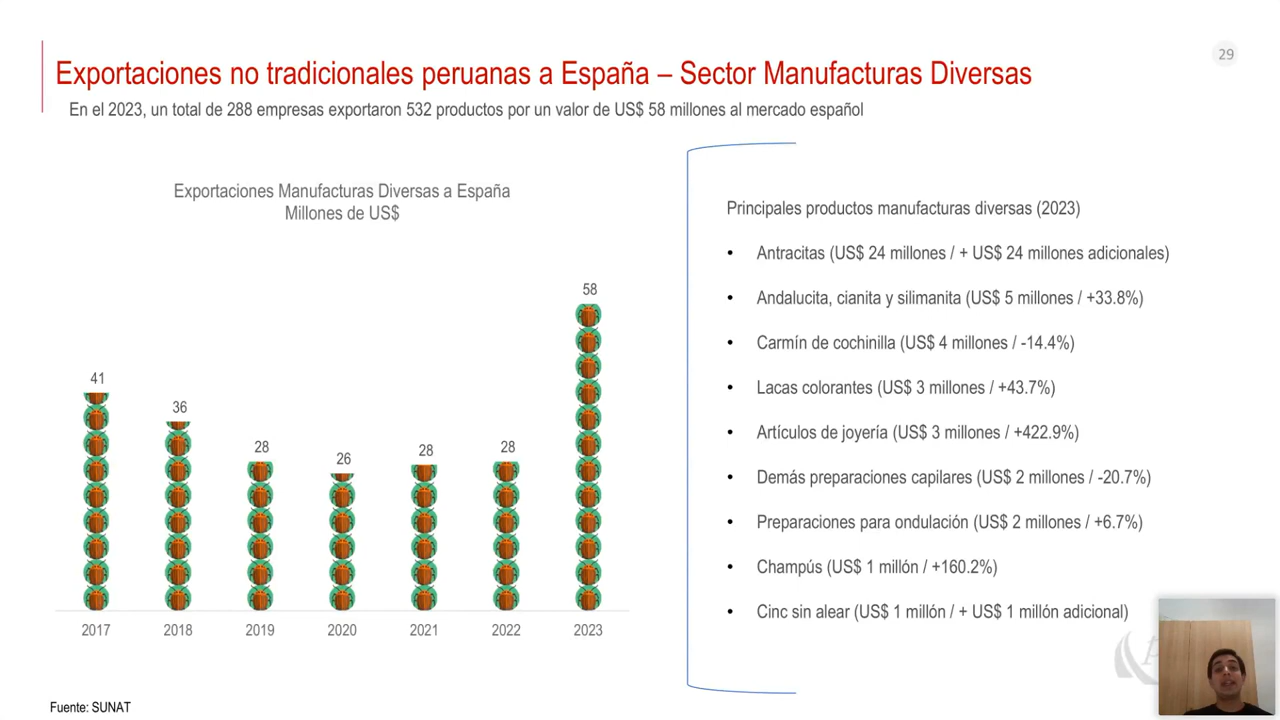 29
Exportaciones no tradicionales peruanas a España – Sector Manufacturas Diversas
En el 2023, un total de 288 empresas exportaron 532 productos por un valor de US$ 58 millones al mercado español
Exportaciones Manufacturas Diversas a España
Millones de US$
41
36
28
26
28
28
58
2017
2018
2019
2020
2021
2022
2023
Principales productos manufacturas diversas (2023)
• Antracitas (US$ 24 millones / + US$ 24 millones adicionales)
• Andalucita, cianita y silimanita (US$ 5 millones / +33.8%)
• Carmín de cochinilla (US$ 4 millones / -14.4%)
• Lacas colorantes (US$ 3 millones / +43.7%)
• Artículos de joyería (US$ 3 millones / +422.9%)
• Demás preparaciones capilares (US$ 2 millones / -20.7%)
• Preparaciones para ondulación (US$ 2 millones / +6.7%)
• Champús (US$ 1 millón / +160.2%)
• Cinc sin alear (US$ 1 millón / + US$ 1 millón adicional)
Fuente: SUNAT